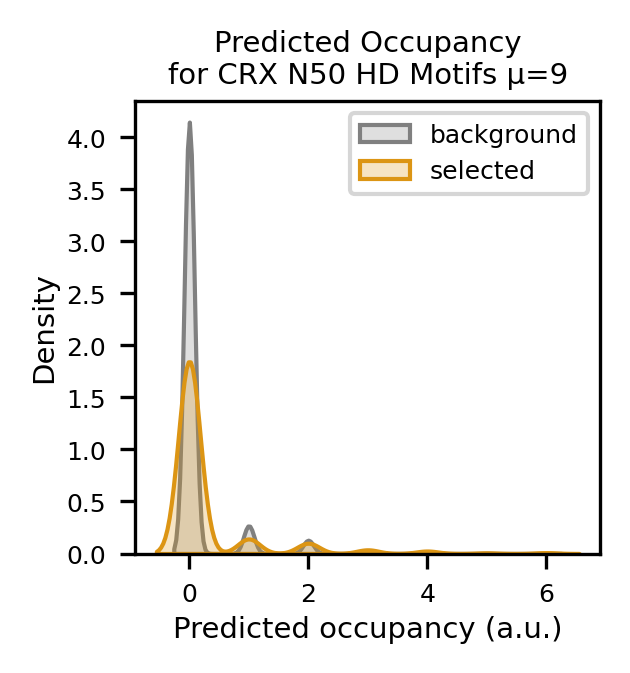 Predicted Occupancy
for CRX N50 HD Motifs μ=9
background
selected
4.0
3.5
3.0
2.5
2.0
1.5
1.0
0.5
0.0
Density
0
2
4
6
Predicted occupancy (a.u.)